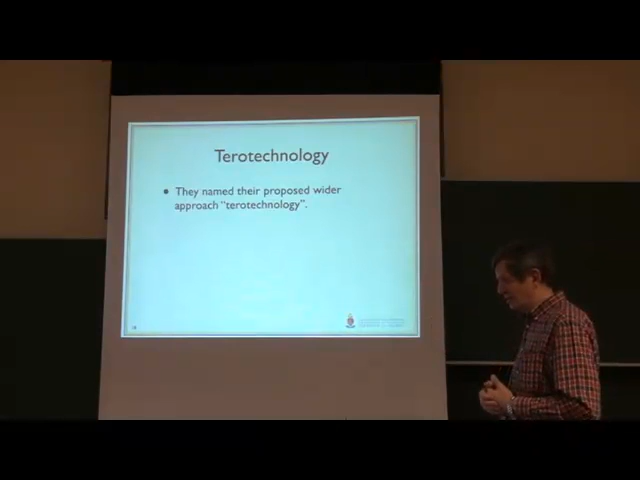 Terotechnology
• They named their proposed wider
approach "terotechnology".